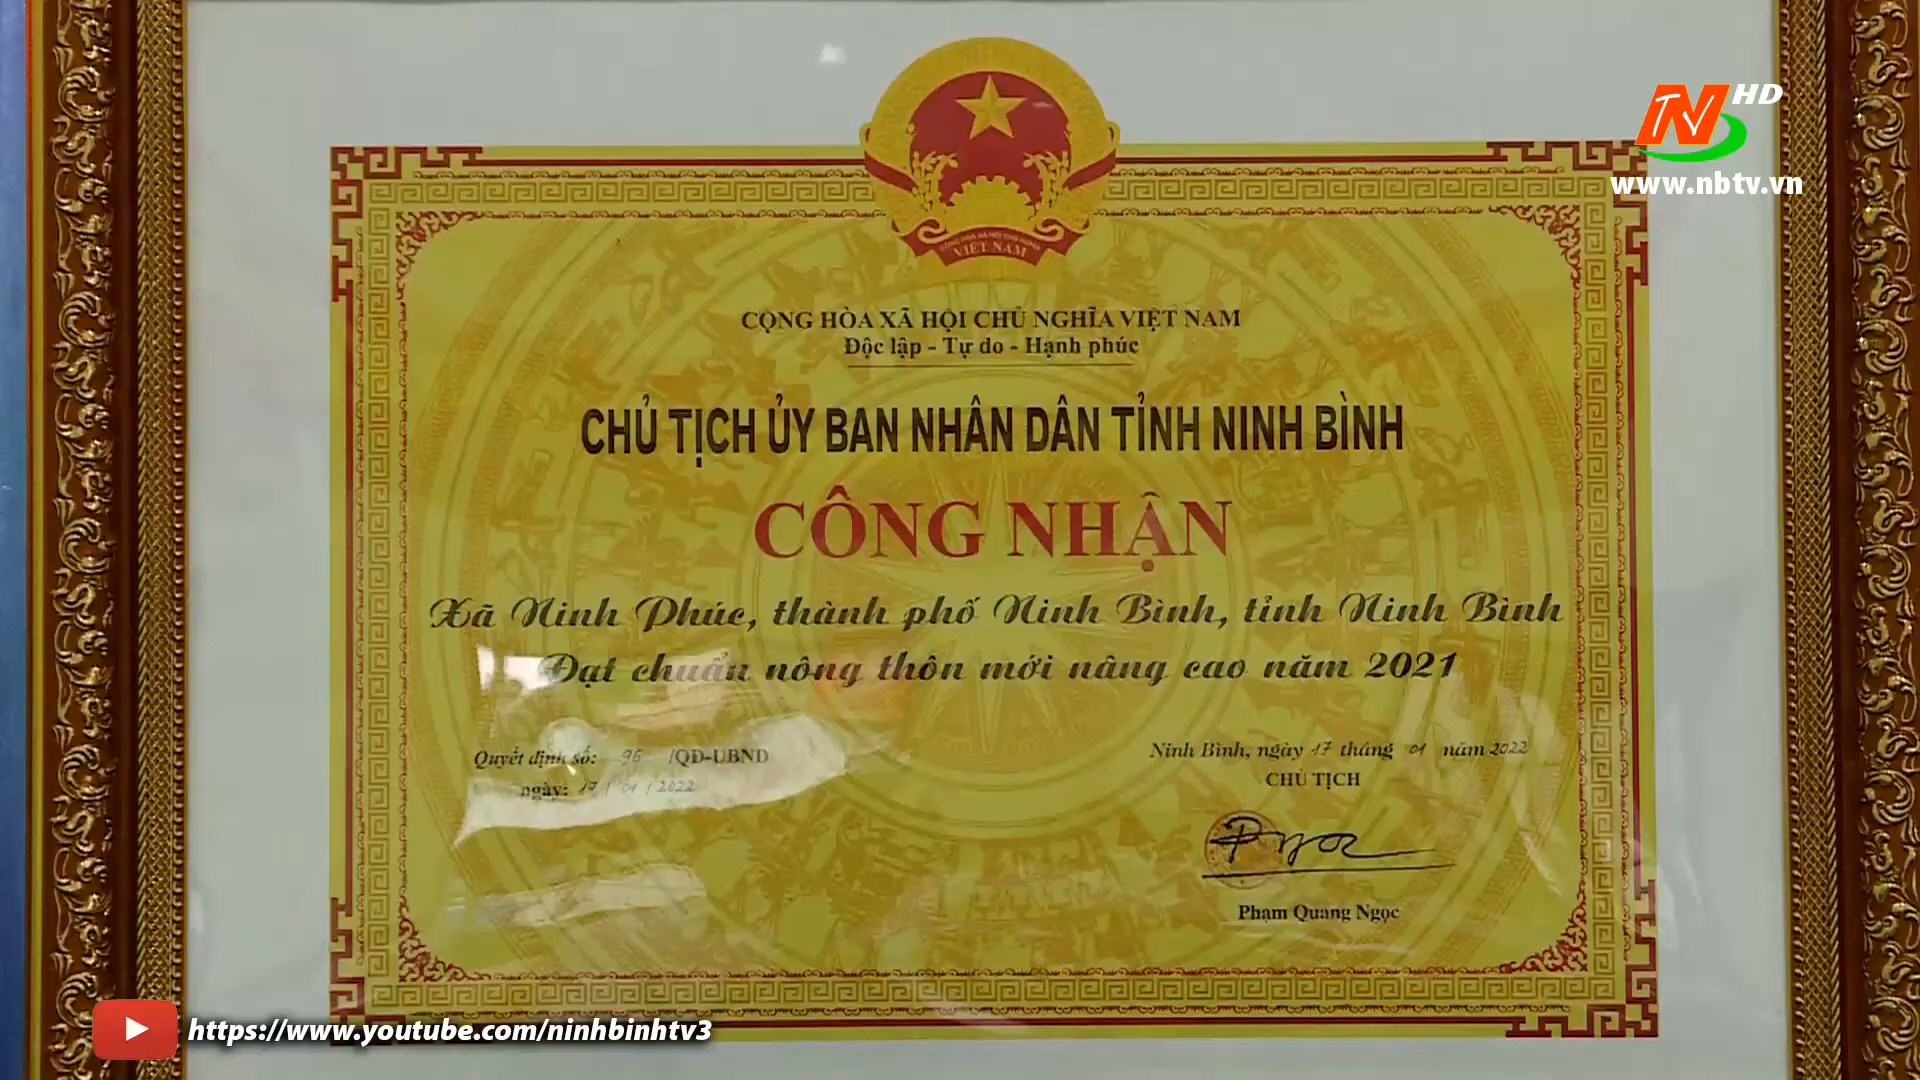 HD
www.nbtv.vn
VIỆT NAM
CỘNG HÒA XÃ HỘI CHỦ NGHĨA VIỆT NAM
Độc lập - Tự do - Hạnh phúc
CHỦ TỊCH ỦY BAN NHÂN DÂN TỈNH NINH BÌNH
CÔNG NHẬN
Xã Ninh Phúc, thành phố Ninh Bình, tỉnh Ninh Bình
Đạt chuẩn nông thôn mới nâng cao năm 2021
Quyết định số: 96 /QĐ-UBND
ngày: 17 / 01 / 2022
Ninh Bình, ngày 17 tháng 01 năm 2022
CHỦ TỊCH
Phạm Quang Ngọc
https://www.youtube.com/ninhbinhtv3